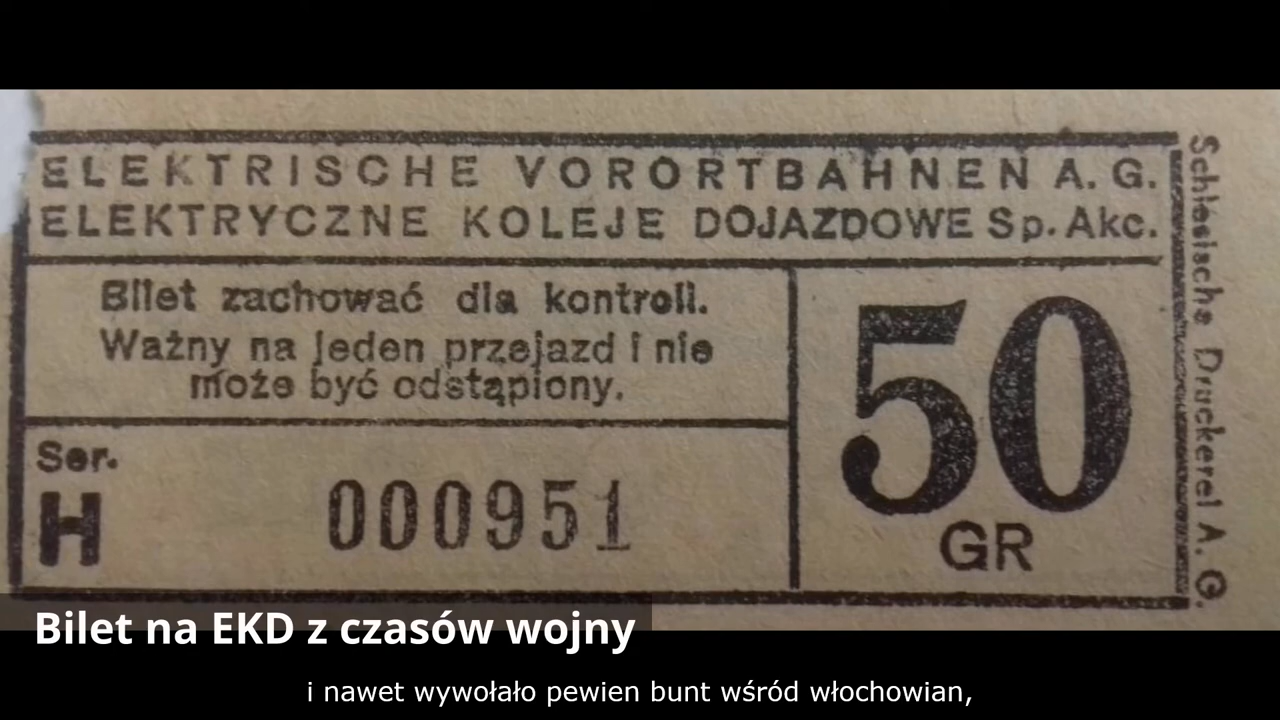 ELEKTRISCHE VORORTBAHNEN A. G.
ELEKTRYCZNE KOLEJE DOJAZDOWE Sp. Akc.
Bilet zachować dla kontroli.
Ważny na jeden przejazd i nie
może być odstąpiony.
Ser.
H
000951
50
GR
Schlesische Druckerei A. G.
Bilet na EKD z czasów wojny
i nawet wywołało pewien bunt wśród włochowian,